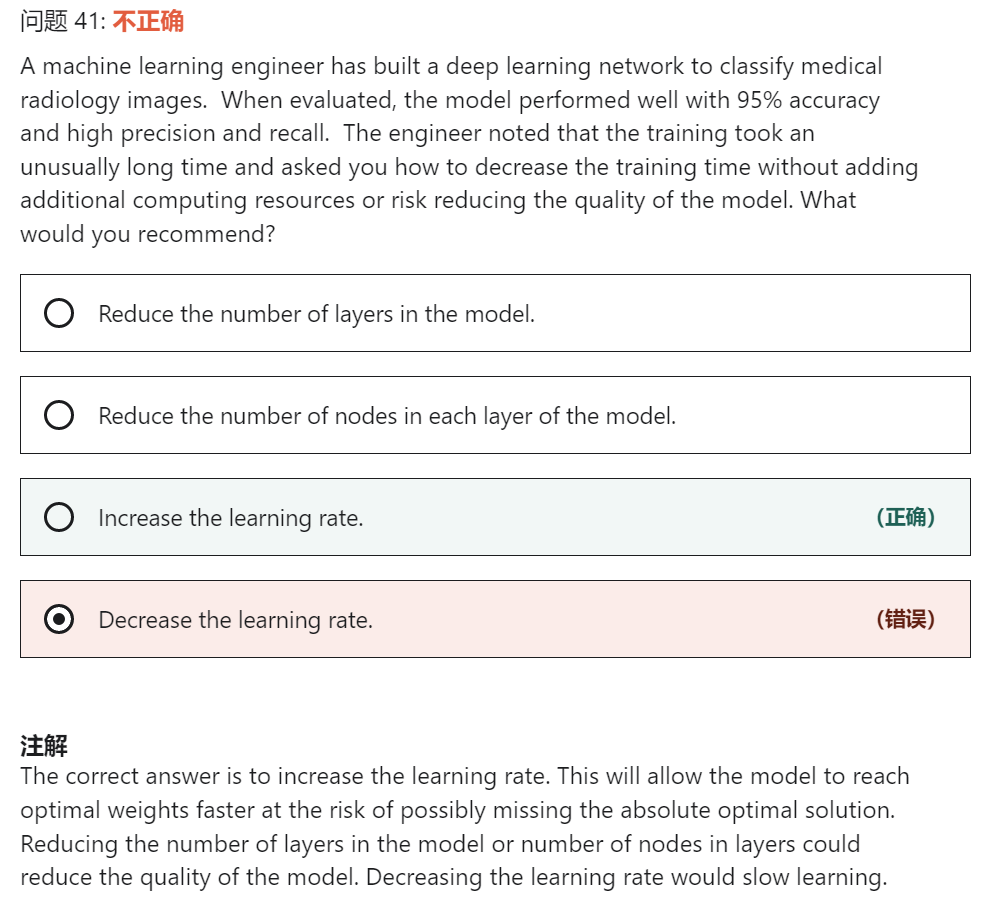 问题 41: 不正确
A machine learning engineer has built a deep learning network to classify medical
radiology images.  When evaluated, the model performed well with 95% accuracy
and high precision and recall.  The engineer noted that the training took an
unusually long time and asked you how to decrease the training time without adding
additional computing resources or risk reducing the quality of the model. What
would you recommend?
Reduce the number of layers in the model.
Reduce the number of nodes in each layer of the model.
Increase the learning rate. (正确)
Decrease the learning rate. (错误)
注解
The correct answer is to increase the learning rate. This will allow the model to reach
optimal weights faster at the risk of possibly missing the absolute optimal solution.
Reducing the number of layers in the model or number of nodes in layers could
reduce the quality of the model. Decreasing the learning rate would slow learning.